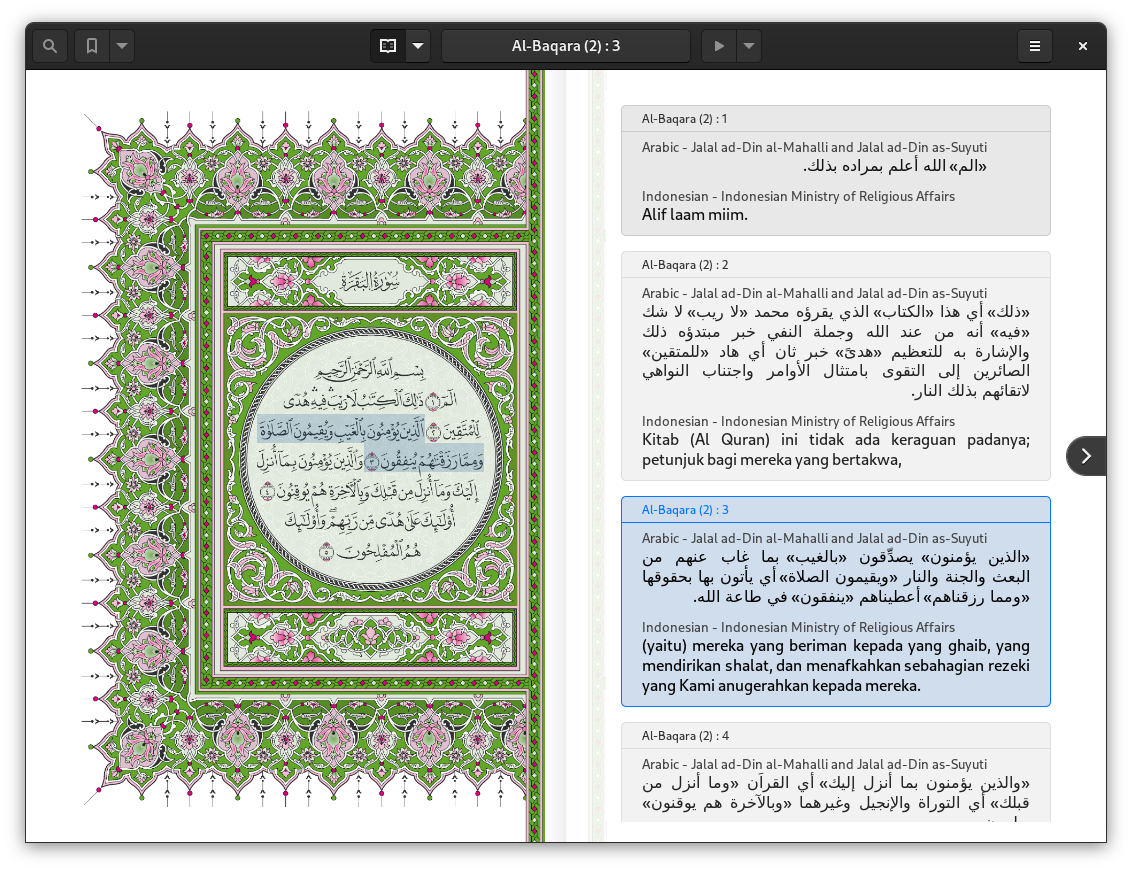 Al-Baqara (2) : 3
سُورَةُ البَقَرَةِ
بِسْمِ ٱللَّهِ ٱلرَّحْمَٰنِ ٱلرَّحِيمِ
الٓمٓ ١ ذَٰلِكَ ٱلْكِتَٰبُ لَا رَيْبَ ۛ فِيهِ ۛ هُدًى
لِّلْمُتَّقِينَ ٢ ٱلَّذِينَ يُؤْمِنُونَ بِٱلْغَيْبِ وَيُقِيمُونَ ٱلصَّلَوٰةَ
وَمِمَّا رَزَقْنَٰهُمْ يُنفِقُونَ ٣ وَٱلَّذِينَ يُؤْمِنُونَ بِمَآ أُنزِلَ
إِلَيْكَ وَمَآ أُنزِلَ مِن قَبْلِكَ وَبِٱلْءَاخِرَةِ هُمْ يُوقِنُونَ ٤
أُو۟لَٰٓئِكَ عَلَىٰ هُدًى مِّن رَّبِّهِمْ ۖ وَأُو۟لَٰٓئِكَ
هُمُ ٱلْمُفْلِحُونَ ٥
Al-Baqara (2) : 1
Arabic - Jalal ad-Din al-Mahalli and Jalal ad-Din as-Suyuti
«الم» الله أعلم بمراده بذلك.
Indonesian - Indonesian Ministry of Religious Affairs
Alif laam miim.
Al-Baqara (2) : 2
Arabic - Jalal ad-Din al-Mahalli and Jalal ad-Din as-Suyuti
«ذلك» أي هذا «الكتاب» الذي يقرؤه محمد «لا ريب» لا شك
«فيه» أنه من عند الله وجملة النفي خبر مبتدؤه ذلك
والإشارة به للتعظيم «هدىً» خبر ثان أي هاد «للمتقين»
الصائرين إلى التقوى بامتثال الأوامر واجتناب النواهي
لاتقائهم بذلك النار.
Indonesian - Indonesian Ministry of Religious Affairs
Kitab (Al Quran) ini tidak ada keraguan padanya;
petunjuk bagi mereka yang bertakwa,
Al-Baqara (2) : 3
Arabic - Jalal ad-Din al-Mahalli and Jalal ad-Din as-Suyuti
«الذين يؤمنون» يصدِّقون «بالغيب» بما غاب عنهم من
البعث والجنة والنار «ويقيمون الصلاة» أي يأتون بها بحقوقها
«ومما رزقناهم» أعطيناهم «ينفقون» في طاعة الله.
Indonesian - Indonesian Ministry of Religious Affairs
(yaitu) mereka yang beriman kepada yang ghaib, yang
mendirikan shalat, dan menafkahkan sebahagian rezeki
yang Kami anugerahkan kepada mereka.
Al-Baqara (2) : 4
Arabic - Jalal ad-Din al-Mahalli and Jalal ad-Din as-Suyuti
«والذين يؤمنون بما أنزل إليك» أي القرآن «وما أنزل من
قبلك» أي التوراة والإنجيل وغيرهما «وبالآخرة هم يوقنون»